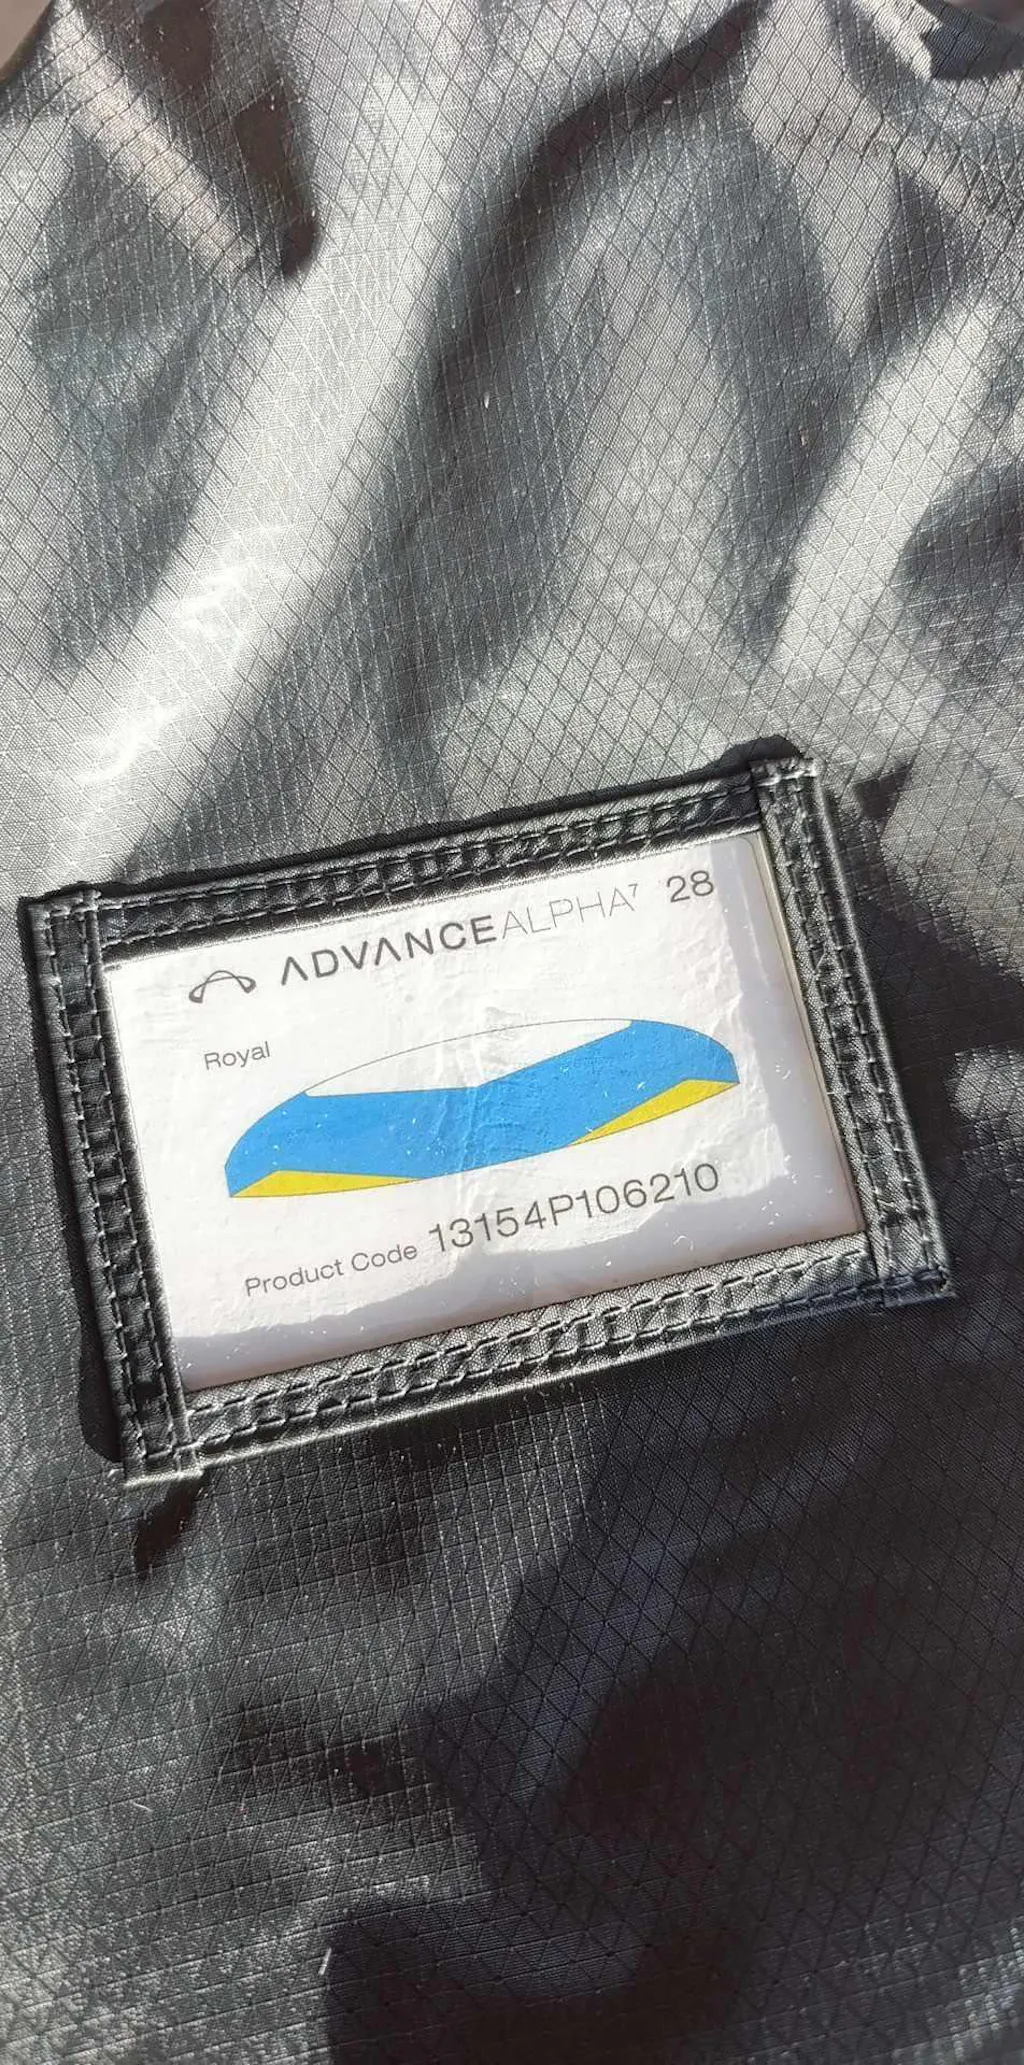 ADVANCEALPHA⁷ 28
Royal
Product Code 13154P106210